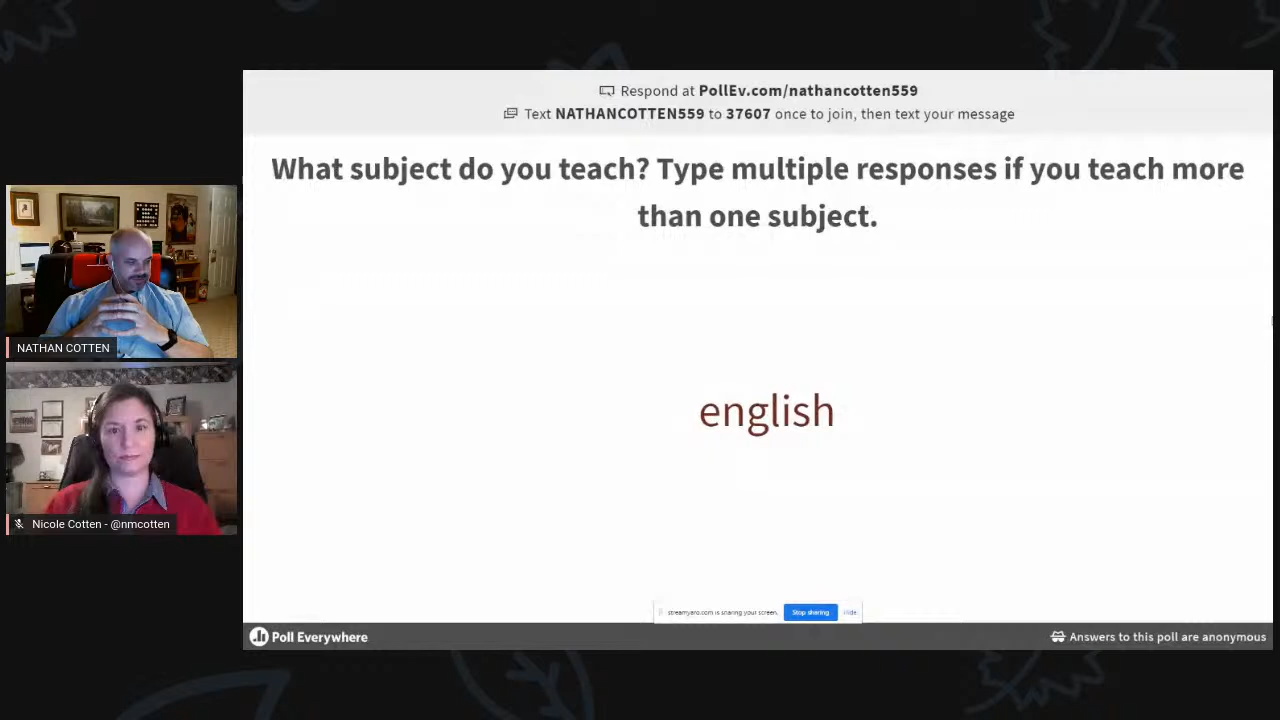 Respond at PollEv.com/nathancotten559
Text NATHANCOTTEN559 to 37607 once to join, then text your message
What subject do you teach? Type multiple responses if you teach more
than one subject.
NATHAN COTTEN
english
Nicole Cotten - @nmcotten
streamyard.com is sharing your screen.
Stop sharing
Hide
Poll Everywhere
Answers to this poll are anonymous